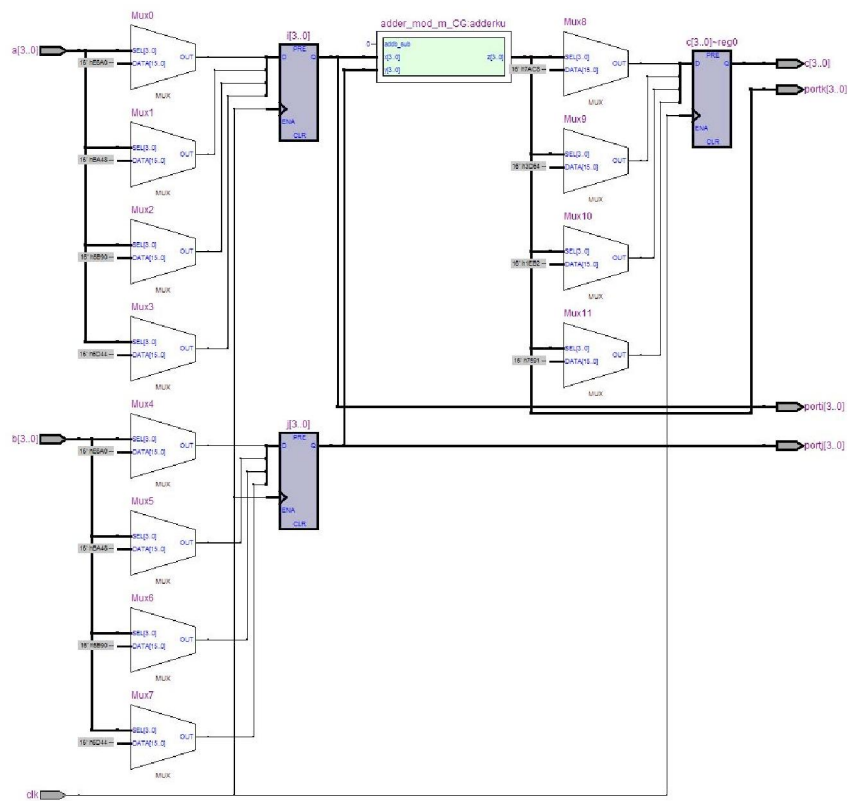 Mux0
a[3..0]
SEL[3..0]
DATA[15..0]
OUT
MUX
Mux1
SEL[3..0]
DATA[15..0]
OUT
MUX
Mux2
SEL[3..0]
DATA[15..0]
OUT
MUX
Mux3
SEL[3..0]
DATA[15..0]
OUT
MUX
i[3..0]
PRE
D
Q
ENA
CLR
adder_mod_m_CG:adderku
0
x[3..0]
y[3..0]
z[3..0]
Mux8
SEL[3..0]
DATA[15..0]
OUT
MUX
Mux9
SEL[3..0]
DATA[15..0]
OUT
MUX
Mux10
SEL[3..0]
DATA[15..0]
OUT
MUX
Mux11
SEL[3..0]
DATA[15..0]
OUT
MUX
c[3..0]~reg0
PRE
D
Q
ENA
CLR
c[3..0]
portk[3..0]
porti[3..0]
portj[3..0]
Mux4
b[3..0]
SEL[3..0]
DATA[15..0]
OUT
MUX
Mux5
SEL[3..0]
DATA[15..0]
OUT
MUX
Mux6
SEL[3..0]
DATA[15..0]
OUT
MUX
Mux7
SEL[3..0]
DATA[15..0]
OUT
MUX
j[3..0]
PRE
D
Q
ENA
CLR
clk